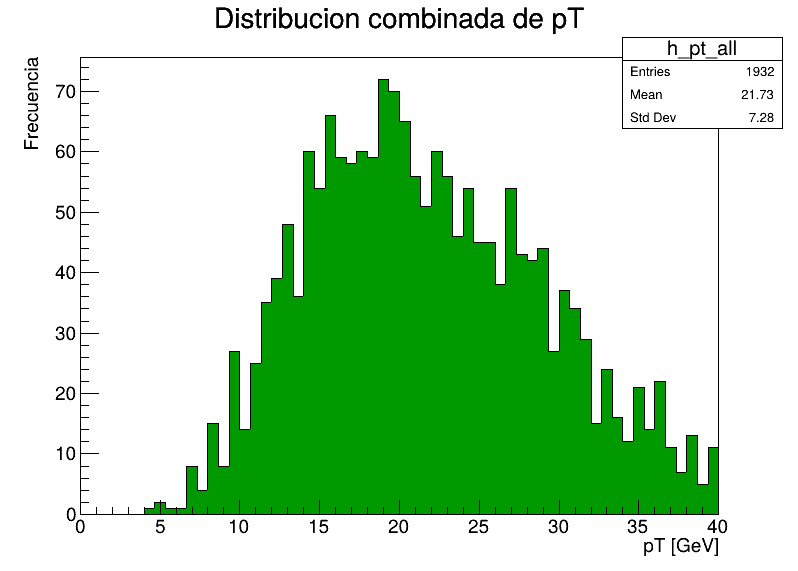 Distribucion combinada de pT
h_pt_all
Entries 1932
Mean 21.73
Std Dev 7.28
Frecuencia
70
60
50
40
30
20
10
0
0 5 10 15 20 25 30 35 40
pT [GeV]